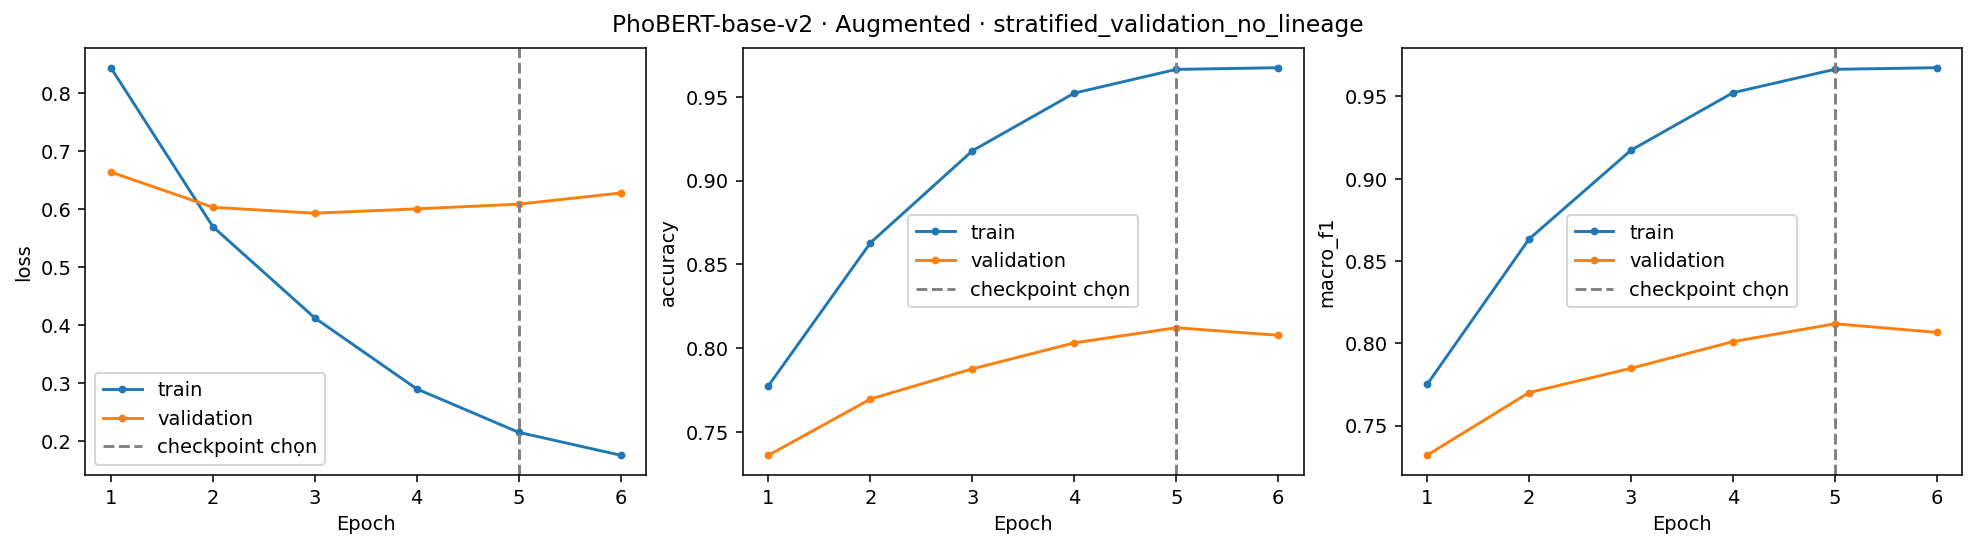 PhoBERT-base-v2 · Augmented · stratified_validation_no_lineage
loss
0.8
0.7
0.6
0.5
0.4
0.3
0.2
train
validation
checkpoint chọn
1 2 3 4 5 6
Epoch
accuracy
0.95
0.90
0.85
0.80
0.75
train
validation
checkpoint chọn
1 2 3 4 5 6
Epoch
macro_f1
0.95
0.90
0.85
0.80
0.75
train
validation
checkpoint chọn
1 2 3 4 5 6
Epoch